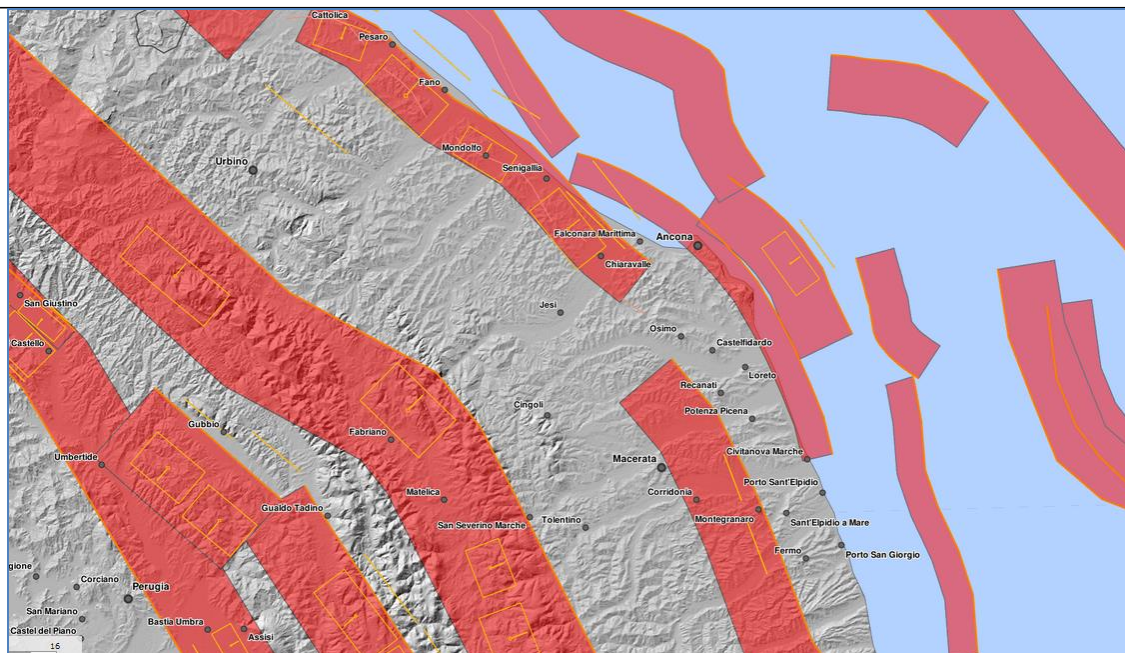 Cattolica
Pesaro
Fano
Mondolfo
Urbino
Senigallia
Falconara Marittima
Ancona
Chiaravalle
San Giustino
Jesi
Osimo
Castello
Castelfidardo
Loreto
Recanati
Cingoli
Potenza Picena
Gubbio
Fabriano
Umbertide
Macerata
Civitanova Marche
Matelica
Corridonia
Porto Sant'Elpidio
Gualdo Tadino
San Severino Marche
Tolentino
Montegranaro
Sant'Elpidio a Mare
Fermo
Porto San Giorgio
gione
Corciano
Perugia
San Mariano
Bastia Umbra
Castel del Piano
Assisi
16